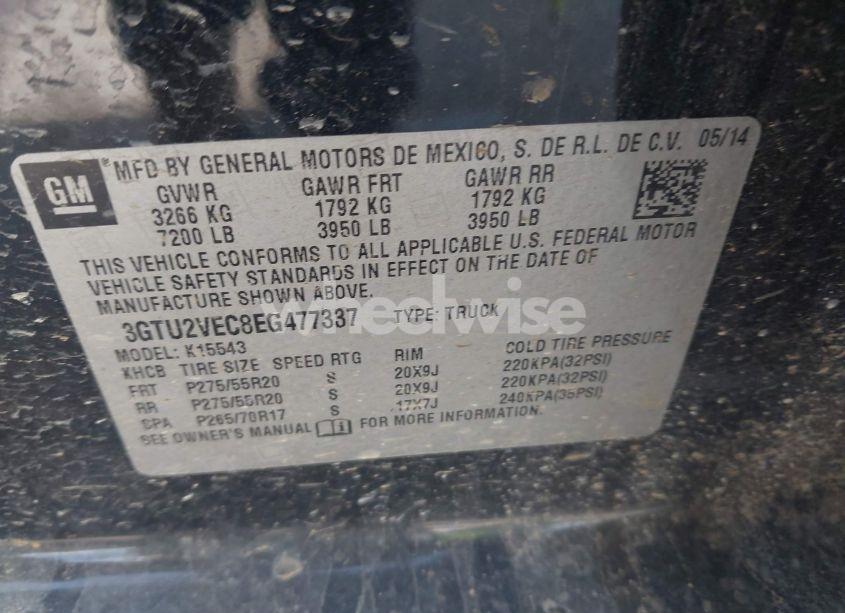 GM
® MFD BY GENERAL MOTORS DE MEXICO, S. DE R.L. DE C.V. 05/14
GVWR GAWR FRT GAWR RR
3266 KG 1792 KG 1792 KG
7200 LB 3950 LB 3950 LB
THIS VEHICLE CONFORMS TO ALL APPLICABLE U.S. FEDERAL MOTOR
VEHICLE SAFETY STANDARDS IN EFFECT ON THE DATE OF
MANUFACTURE SHOWN ABOVE.
3GTU2VEC8EG477337 TYPE: TRUCK
MODEL: K15543
KHCB TIRE SIZE SPEED RTG RIM COLD TIRE PRESSURE
FRT P275/55R20 S 20X9J 220KPA(32PSI)
RR P275/55R20 S 20X9J 220KPA(32PSI)
SPA P265/70R17 S 17X7J 240KPA(35PSI)
SEE OWNER'S MANUAL FOR MORE INFORMATION.
wheelwise